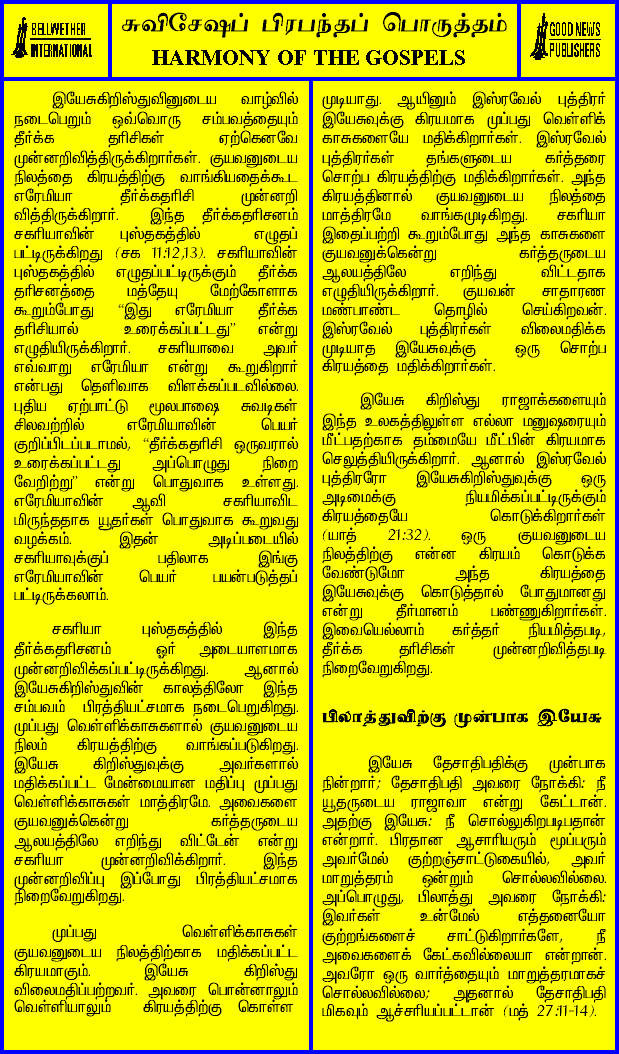 BELLWETHER
INTERNATIONAL
சுவிசேஷப் பிரபந்தப் பொருத்தம்
HARMONY OF THE GOSPELS
GOOD NEWS
PUBLISHERS
இயேசுகிறிஸ்துவினுடைய வாழ்வில்
நடைபெறும் ஒவ்வொரு சம்பவத்தையும்
தீர்க்க தரிசிகள் ஏற்கெனவே
முன்னறிவித்திருக்கிறார்கள். குயவனுடைய
நிலத்தை கிரயத்திற்கு வாங்கியதைக்கூட
எரேமியா தீர்க்கதரிசி முன்னறி
வித்திருக்கிறார். இந்த தீர்க்கதரிசனம்
சகரியாவின் புஸ்தகத்தில் எழுதப்
பட்டிருக்கிறது (சக 11:12,13). சகரியாவின்
புஸ்தகத்தில் எழுதப்பட்டிருக்கும் தீர்க்க
தரிசனத்தை மத்தேயு மேற்கோளாக
கூறும்போது “இது எரேமியா தீர்க்க
தரிசியால் உரைக்கப்பட்டது” என்று
எழுதியிருக்கிறார். சகரியாவை அவர்
எவ்வாறு எரேமியா என்று கூறுகிறார்
என்பது தெளிவாக விளக்கப்படவில்லை.
புதிய ஏற்பாட்டு மூலபாஷை சுவடிகள்
சிலவற்றில் எரேமியாவின் பெயர்
குறிப்பிடப்படாமல், “தீர்க்கதரிசி ஒருவரால்
உரைக்கப்பட்டது அப்பொழுது நிறை
வேறிற்று” என்று பொதுவாக உள்ளது.
எரேமியாவின் ஆவி சகரியாவிட
மிருந்ததாக யூதர்கள் பொதுவாக கூறுவது
வழக்கம். இதன் அடிப்படையில்
சகரியாவுக்குப் பதிலாக இங்கு
எரேமியாவின் பெயர் பயன்படுத்தப்
பட்டிருக்கலாம்.
சகரியா புஸ்தகத்தில் இந்த
தீர்க்கதரிசனம் ஓர் அடையாளமாக
முன்னறிவிக்கப்பட்டிருக்கிறது. ஆனால்
இயேசுகிறிஸ்துவின் காலத்திலோ இந்த
சம்பவம் பிரத்தியட்சமாக நடைபெறுகிறது.
முப்பது வெள்ளிக்காசுகளால் குயவனுடைய
நிலம் கிரயத்திற்கு வாங்கப்படுகிறது.
இயேசு கிறிஸ்துவுக்கு அவர்களால்
மதிக்கப்பட்ட மேன்மையான மதிப்பு முப்பது
வெள்ளிக்காசுகள் மாத்திரமே. அவைகளை
குயவனுக்கென்று கர்த்தருடைய
ஆலயத்திலே எறிந்து விட்டேன் என்று
சகரியா முன்னறிவிக்கிறார். இந்த
முன்னறிவிப்பு இப்போது பிரத்தியட்சமாக
நிறைவேறுகிறது.
முப்பது வெள்ளிக்காசுகள்
குயவனுடைய நிலத்திற்காக மதிக்கப்பட்ட
கிரயமாகும். இயேசு கிறிஸ்து
விலைமதிப்பற்றவர். அவரை பொன்னாலும்
வெள்ளியாலும் கிரயத்திற்கு கொள்ள
முடியாது. ஆயினும் இஸ்ரவேல் புத்திரர்
இயேசுவுக்கு கிரயமாக முப்பது வெள்ளிக்
காசுகளையே மதிக்கிறார்கள். இஸ்ரவேல்
புத்திரர்கள் தங்களுடைய கர்த்தரை
சொற்ப கிரயத்திற்கு மதிக்கிறார்கள். அந்த
கிரயத்தினால் குயவனுடைய நிலத்தை
மாத்திரமே வாங்கமுடிகிறது. சகரியா
இதைப்பற்றி கூறும்போது அந்த காசுகளை
குயவனுக்கென்று கர்த்தருடைய
ஆலயத்திலே எறிந்து விட்டதாக
எழுதியிருக்கிறார். குயவன் சாதாரண
மண்பாண்ட தொழில் செய்கிறவன்.
இஸ்ரவேல் புத்திரர்கள் விலைமதிக்க
முடியாத இயேசுவுக்கு ஒரு சொற்ப
கிரயத்தை மதிக்கிறார்கள்.
இயேசு கிறிஸ்து ராஜாக்களையும்
இந்த உலகத்திலுள்ள எல்லா மனுஷரையும்
மீட்பதற்காக தம்மையே மீட்பின் கிரயமாக
செலுத்தியிருக்கிறார். ஆனால் இஸ்ரவேல்
புத்திரரோ இயேசுகிறிஸ்துவுக்கு ஒரு
அடிமைக்கு நியமிக்கப்பட்டிருக்கும்
கிரயத்தையே கொடுக்கிறார்கள்
(யாத் 21:32). ஒரு குயவனுடைய
நிலத்திற்கு என்ன கிரயம் கொடுக்க
வேண்டுமோ அந்த கிரயத்தை
இயேசுவுக்கு கொடுத்தால் போதுமானது
என்று தீர்மானம் பண்ணுகிறார்கள்.
இவையெல்லாம் கர்த்தர் நியமித்தபடி,
தீர்க்க தரிசிகள் முன்னறிவித்தபடி
நிறைவேறுகிறது.
பிலாத்துவிற்கு முன்பாக இயேசு
இயேசு தேசாதிபதிக்கு முன்பாக
நின்றார்; தேசாதிபதி அவரை நோக்கி: நீ
யூதருடைய ராஜாவா என்று கேட்டான்.
அதற்கு இயேசு: நீ சொல்லுகிறபடிதான்
என்றார். பிரதான ஆசாரியரும் மூப்பரும்
அவர்மேல் குற்றஞ்சாட்டுகையில், அவர்
மாறுத்தரம் ஒன்றும் சொல்லவில்லை.
அப்பொழுது, பிலாத்து அவரை நோக்கி:
இவர்கள் உன்மேல் எத்தனையோ
குற்றங்களைச் சாட்டுகிறார்களே, நீ
அவைகளைக் கேட்கவில்லையா என்றான்.
அவரோ ஒரு வார்த்தையும் மாறுத்தரமாகச்
சொல்லவில்லை; அதனால் தேசாதிபதி
மிகவும் ஆச்சரியப்பட்டான் (மத் 27:11-14).